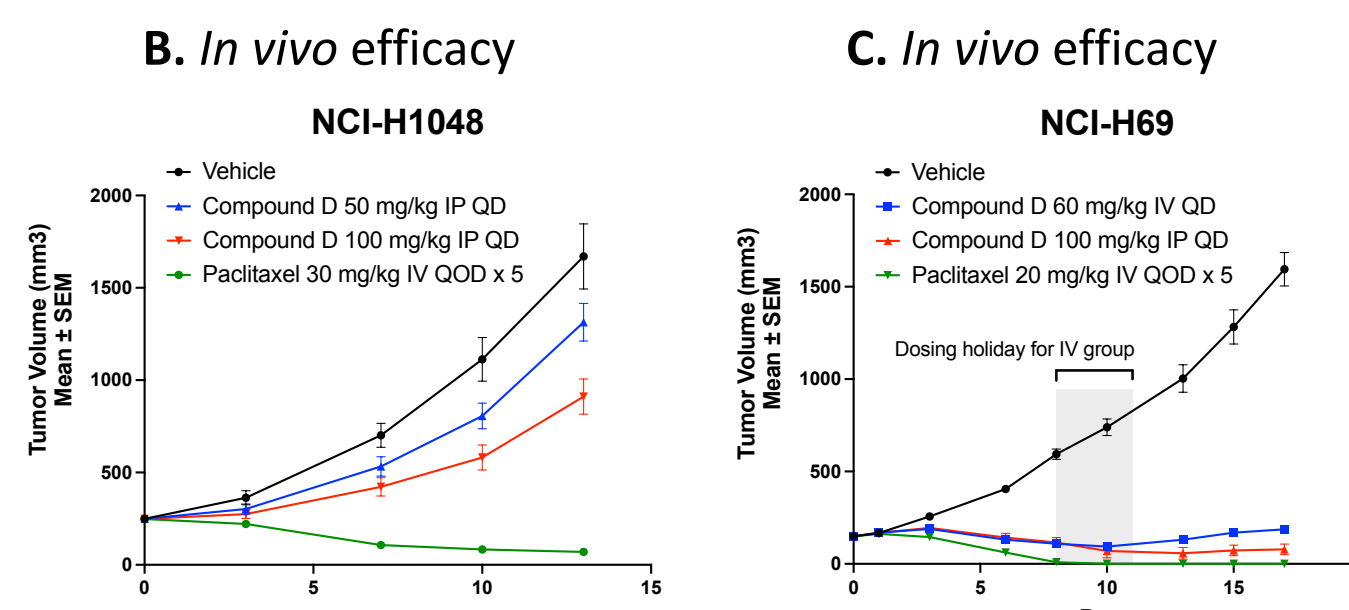 B. In vivo efficacy
NCI-H1048
Vehicle
Compound D 50 mg/kg IP QD
Compound D 100 mg/kg IP QD
Paclitaxel 30 mg/kg IV QOD x 5
Tumor Volume (mm3)
Mean ± SEM
2000
1500
1000
500
0
0 5 10 15
C. In vivo efficacy
NCI-H69
Vehicle
Compound D 60 mg/kg IV QD
Compound D 100 mg/kg IP QD
Paclitaxel 20 mg/kg IV QOD x 5
Dosing holiday for IV group
Tumor Volume (mm3)
Mean ± SEM
2000
1500
1000
500
0
0 5 10 15